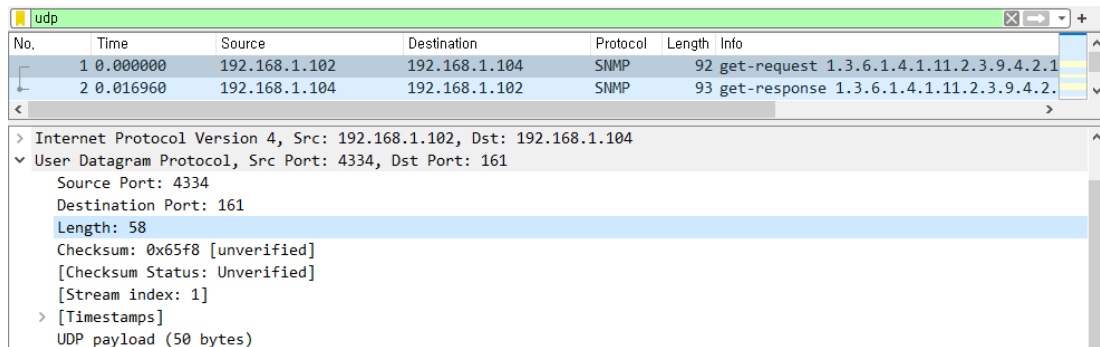 udp
No. Time Source Destination Protocol Length Info
1 0.000000 192.168.1.102 192.168.1.104 SNMP 92 get-request 1.3.6.1.4.1.11.2.3.9.4.2.1
2 0.016960 192.168.1.104 192.168.1.102 SNMP 93 get-response 1.3.6.1.4.1.11.2.3.9.4.2.
Internet Protocol Version 4, Src: 192.168.1.102, Dst: 192.168.1.104
User Datagram Protocol, Src Port: 4334, Dst Port: 161
Source Port: 4334
Destination Port: 161
Length: 58
Checksum: 0x65f8 [unverified]
[Checksum Status: Unverified]
[Stream index: 1]
[Timestamps]
UDP payload (50 bytes)